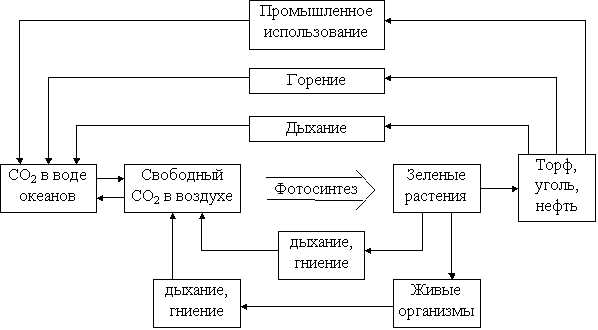 Промышленное
использование
Горение
Дыхание
CO₂ в воде
океанов
Свободный
CO₂ в воздухе
Фотосинтез
Зеленые
растения
Торф,
уголь,
нефть
дыхание,
гниение
дыхание,
гниение
Живые
организмы